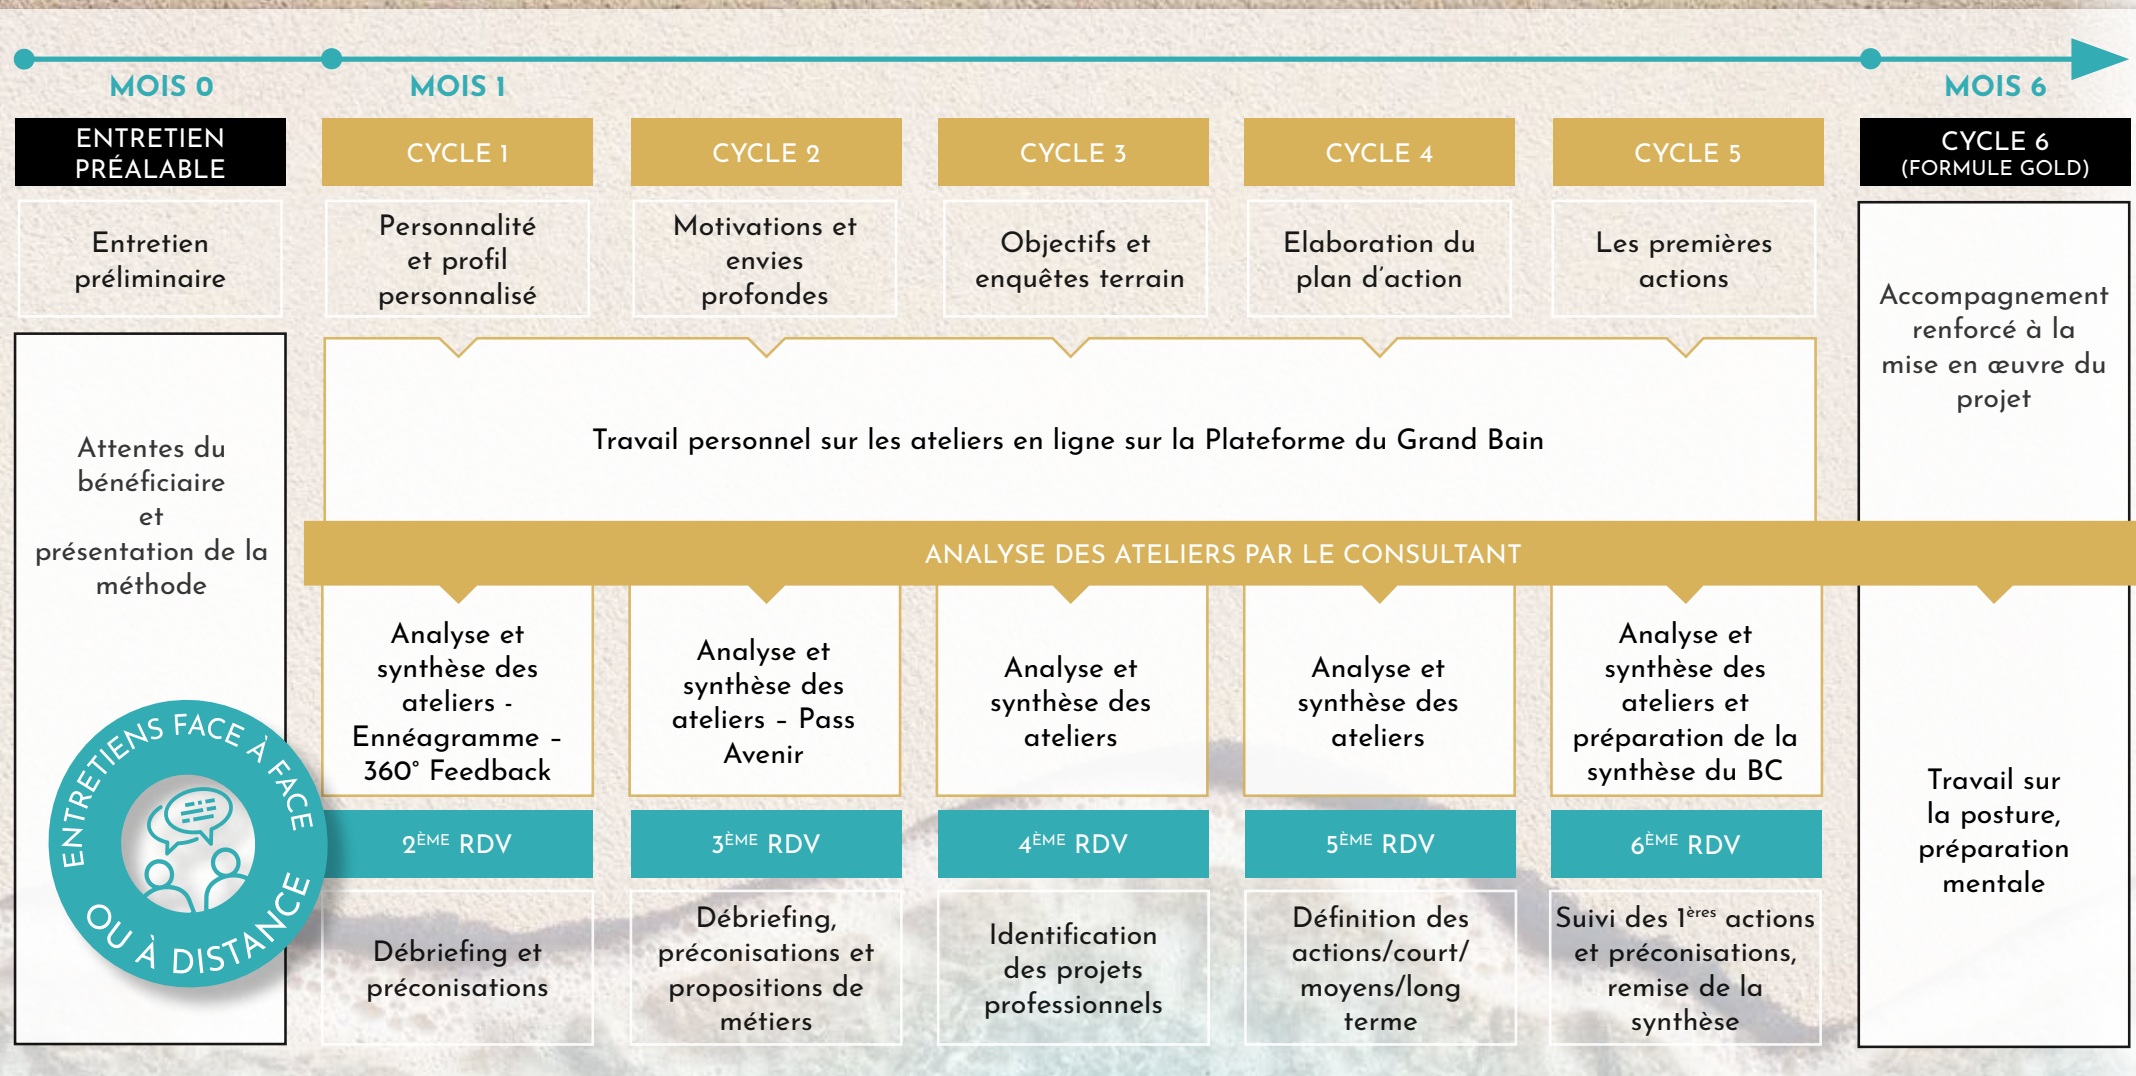 MOIS 0
MOIS 1
MOIS 6
ENTRETIEN
PRÉALABLE
CYCLE 1
CYCLE 2
CYCLE 3
CYCLE 4
CYCLE 5
CYCLE 6
(FORMULE GOLD)
Entretien
préliminaire
Personnalité
et profil
personnalisé
Motivations et
envies
profondes
Objectifs et
enquêtes terrain
Elaboration du
plan d'action
Les premières
actions
Accompagnement
renforcé à la
mise en œuvre du
projet
Attentes du
bénéficiaire
et
présentation de la
méthode
Travail personnel sur les ateliers en ligne sur la Plateforme du Grand Bain
ANALYSE DES ATELIERS PAR LE CONSULTANT
Analyse et
synthèse des
ateliers -
Ennéagramme –
360° Feedback
Analyse et
synthèse des
ateliers – Pass
Avenir
Analyse et
synthèse des
ateliers
Analyse et
synthèse des
ateliers
Analyse et
synthèse des
ateliers et
préparation de la
synthèse du BC
Travail sur
la posture,
préparation
mentale
ENTRETIENS FACE À FACE
OU À DISTANCE
2ÈME RDV
3ÈME RDV
4ÈME RDV
5ÈME RDV
6ÈME RDV
Débriefing et
préconisations
Débriefing,
préconisations et
propositions de
métiers
Identification
des projets
professionnels
Définition des
actions/court/
moyens/long
terme
Suivi des 1ères actions
et préconisations,
remise de la
synthèse